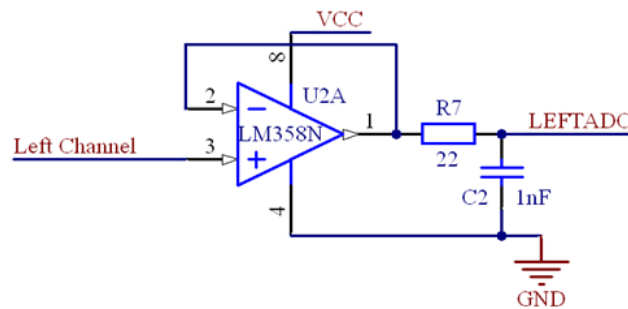 VCC
8
U2A
2
R7
1
LM358N
LEFTADC
Left Channel
3
22
C2
1nF
4
GND